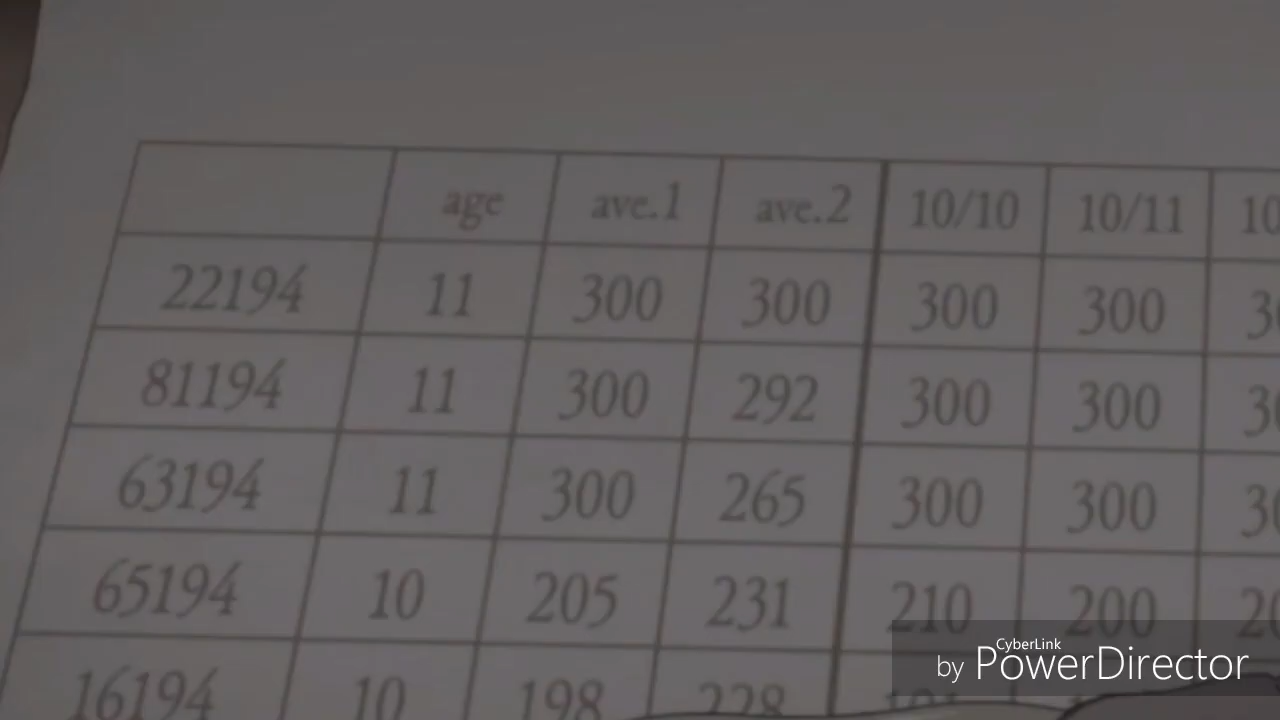 age ave.1 ave.2 10/10 10/11
22194 11 300 300 300 300
81194 11 300 292 300 300
63194 11 300 265 300 300
65194 10 205 231 210 200
16194 10 198 228
CyberLink
by PowerDirector